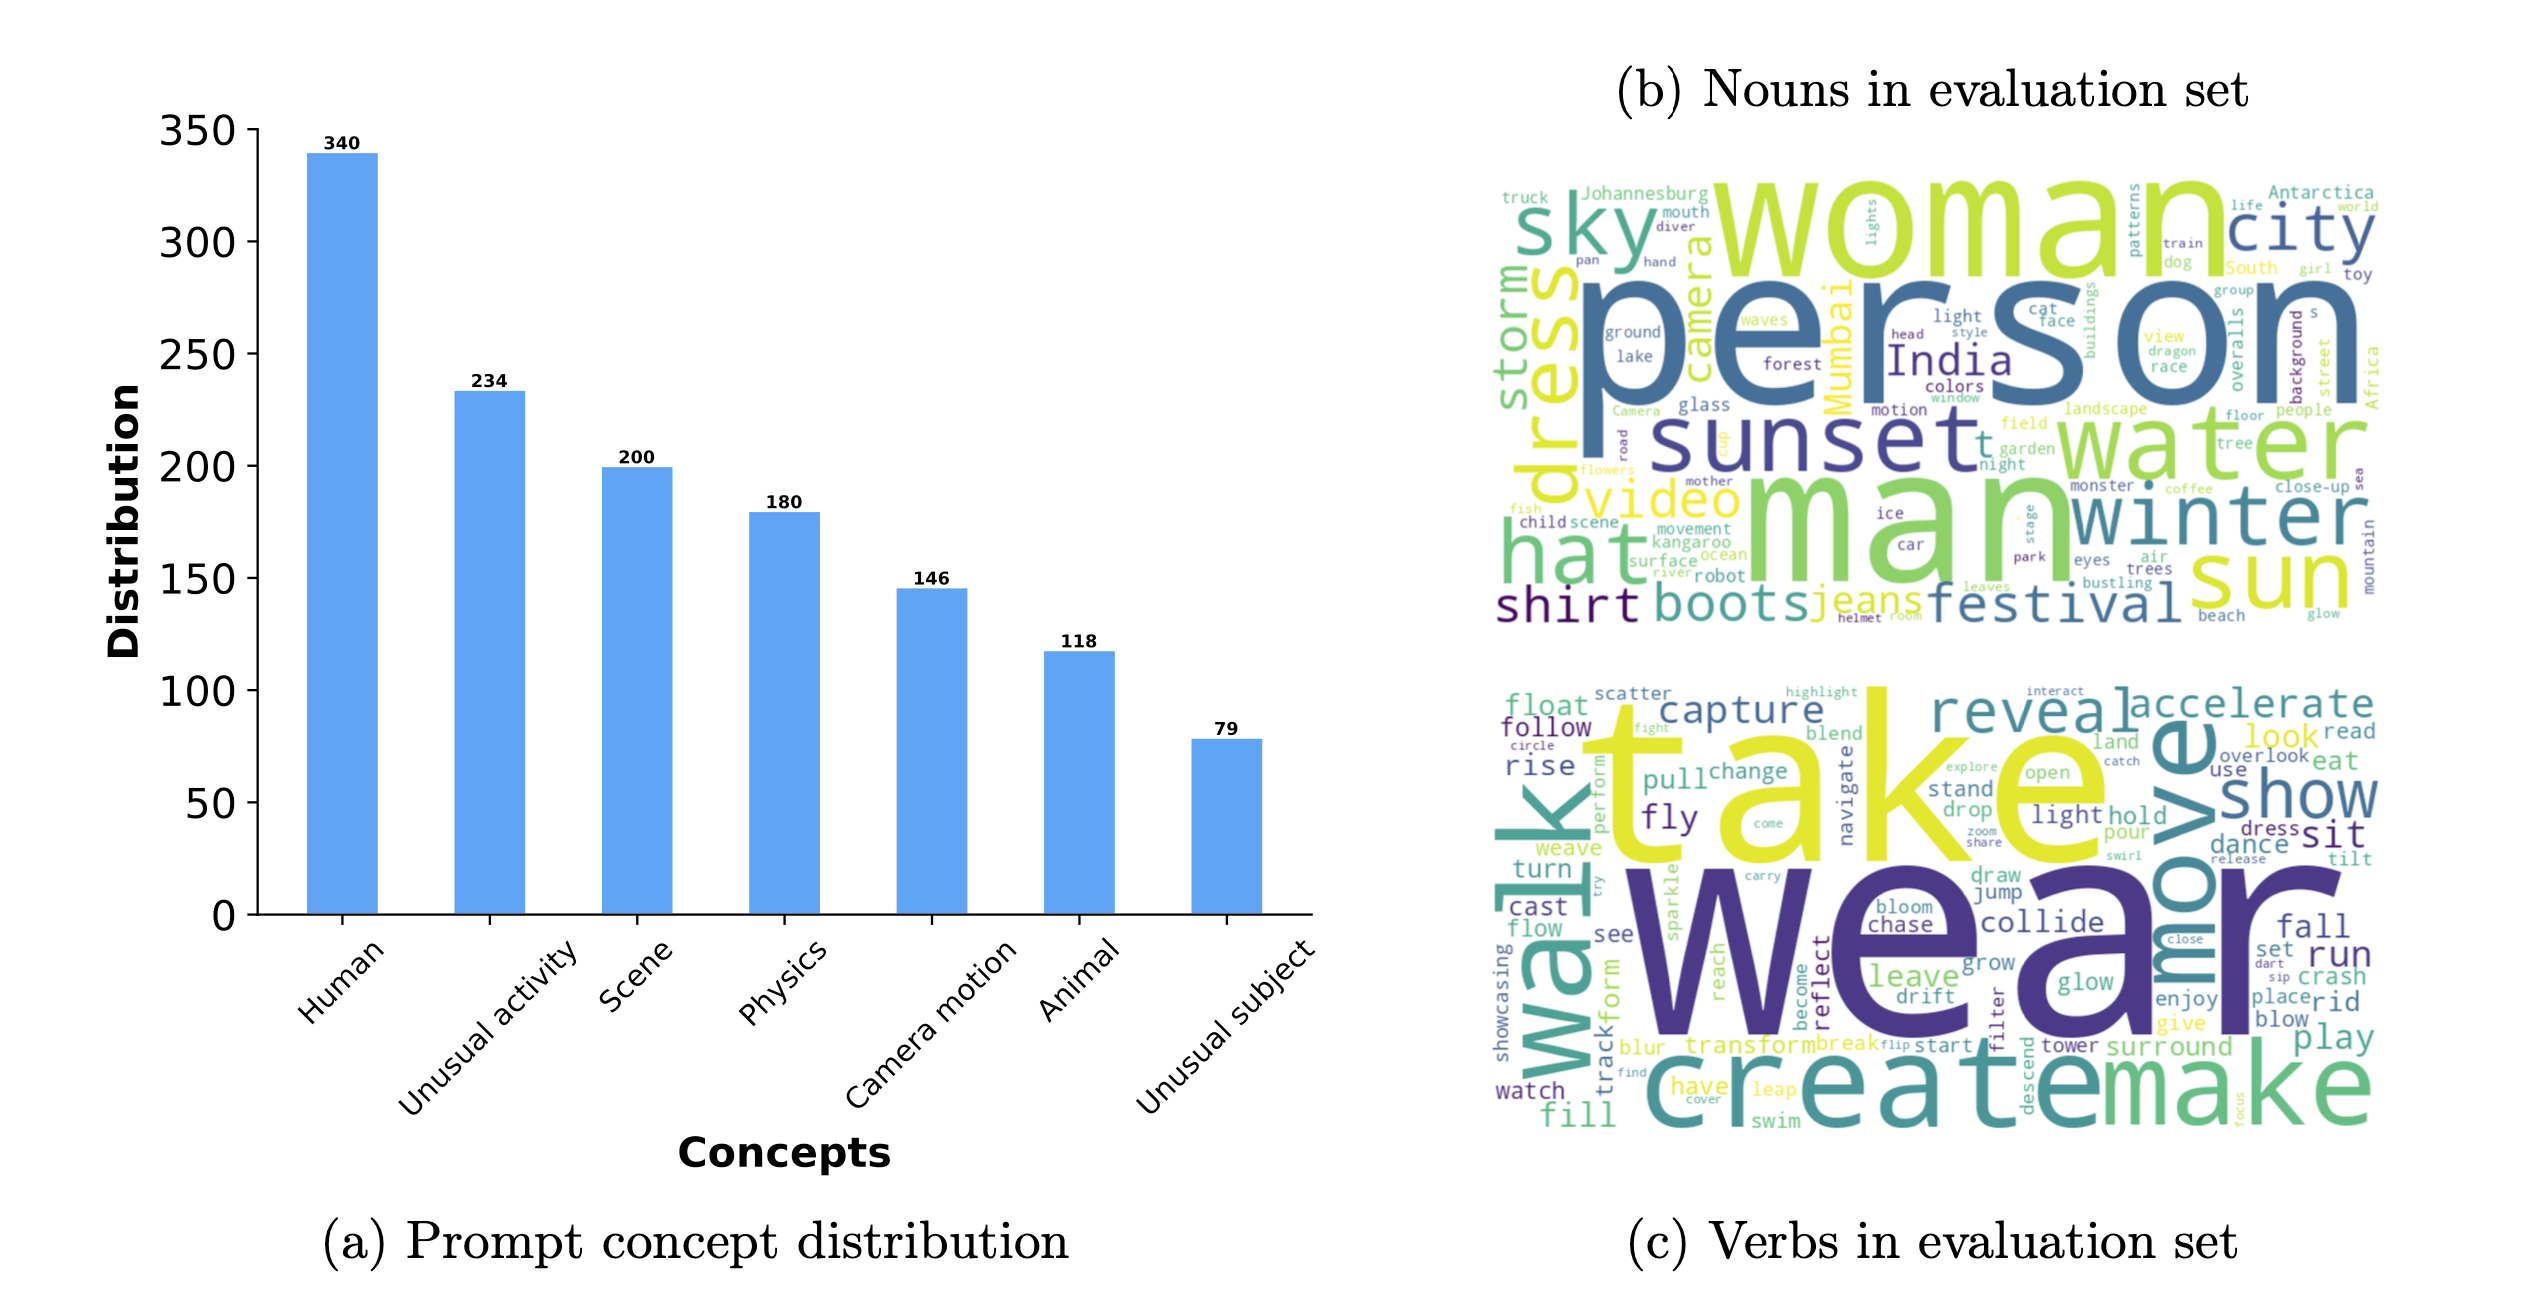 350
300
250
200
150
100
50
0
Distribution
340
234
200
180
146
118
79
Human
Unusual activity
Scene
Physics
Camera motion
Animal
Unusual subject
Concepts
(a) Prompt concept distribution
(b) Nouns in evaluation set
truck
Johannesburg
sky
mouth
diver
pan
hand
woman
lights
patterns
life
Antarctica
world
city
train
dog
South
girl
toy
storm
dress
camera
person
ground
lake
waves
forest
Mumbai
light
head
style
India
colors
window
cat
face
buildings
group
view
dragon
race
overalls
background
s
street
Africa
Camera
glass
motion
landscape
floor
people
road
cup
sunset
t
field
garden
night
water
tree
sea
flowers
mother
video
monster
coffee
close-up
fish
child
scene
movement
kangaroo
surface
ocean
river
robot
hat
man
ice
car
stage
park
winter
eyes
air
trees
bustling
mountain
sun
shirt
boots
jeans
helmet
room
leaves
festival
beach
glow
float
scatter
highlight
interact
follow
capture
reveal
accelerate
circle
fight
blend
land
look
read
rise
take
catch
overlook
eat
perform
pull
change
navigate
explore
open
use
stand
show
fly
drop
light
hold
move
come
zoom
share
pour
dress
sit
weave
swirl
dance
release
tilt
walk
turn
try
sparkle
carry
draw
jump
wear
cast
bloom
chase
collide
fall
flow
see
close
set
run
showcasing
form
reach
become
reflect
leave
grow
drift
glow
dart
sip
crash
filter
enjoy
place
rid
give
blow
track
blur
transform
break
flip
start
tower
surround
play
find
have
leap
create
descend
make
watch
cover
swim
fill
focus
(c) Verbs in evaluation set